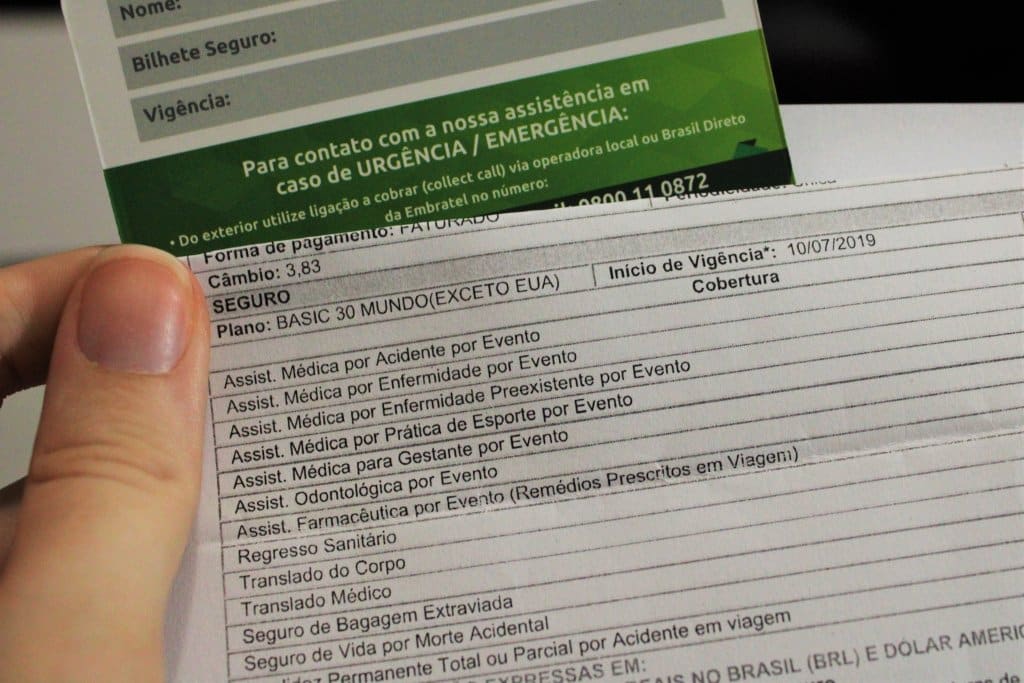 Nome:
Bilhete Seguro:
Vigência:
Para contato com a nossa assistência em
caso de URGÊNCIA / EMERGÊNCIA:
• Do exterior utilize ligação a cobrar (collect call) via operadora local ou Brasil Direto
da Embratel no número:
0800 11 0872
Forma de pagamento: FATURADO
Câmbio: 3,83
SEGURO
Plano: BASIC 30 MUNDO(EXCETO EUA) Início de Vigência*: 10/07/2019
Cobertura
Assist. Médica por Acidente por Evento
Assist. Médica por Enfermidade por Evento
Assist. Médica por Enfermidade Preexistente por Evento
Assist. Médica por Prática de Esporte por Evento
Assist. Médica para Gestante por Evento
Assist. Odontológica por Evento
Assist. Farmacêutica por Evento (Remédios Prescritos em Viagem)
Regresso Sanitário
Translado do Corpo
Translado Médico
Seguro de Bagagem Extraviada
Seguro de Vida por Morte Acidental
Permanente Total ou Parcial por Acidente em viagem
EXPRESSAS EM:
NO BRASIL (BRL) E DOLAR